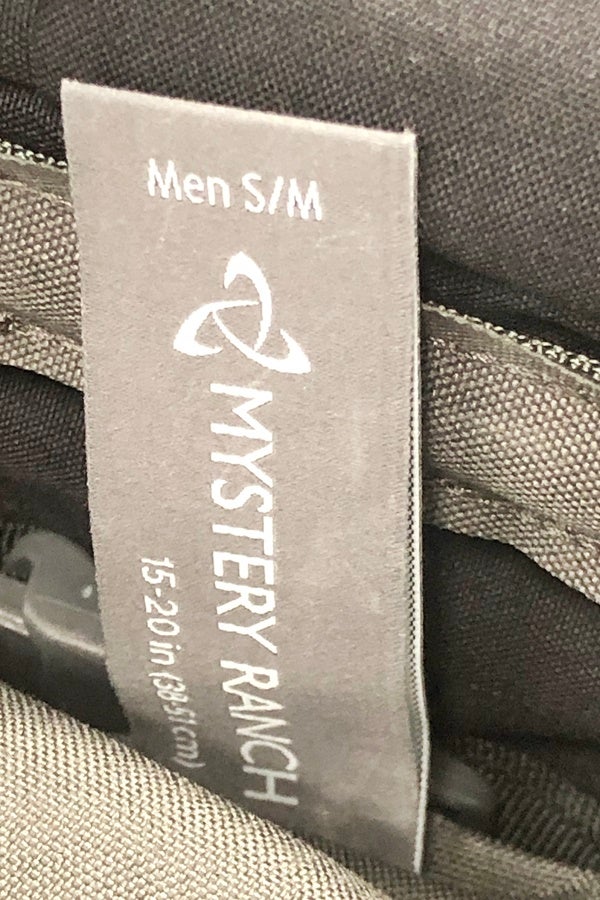 Men S/M
MYSTERY RANCH
15-20 in (38-51 cm)